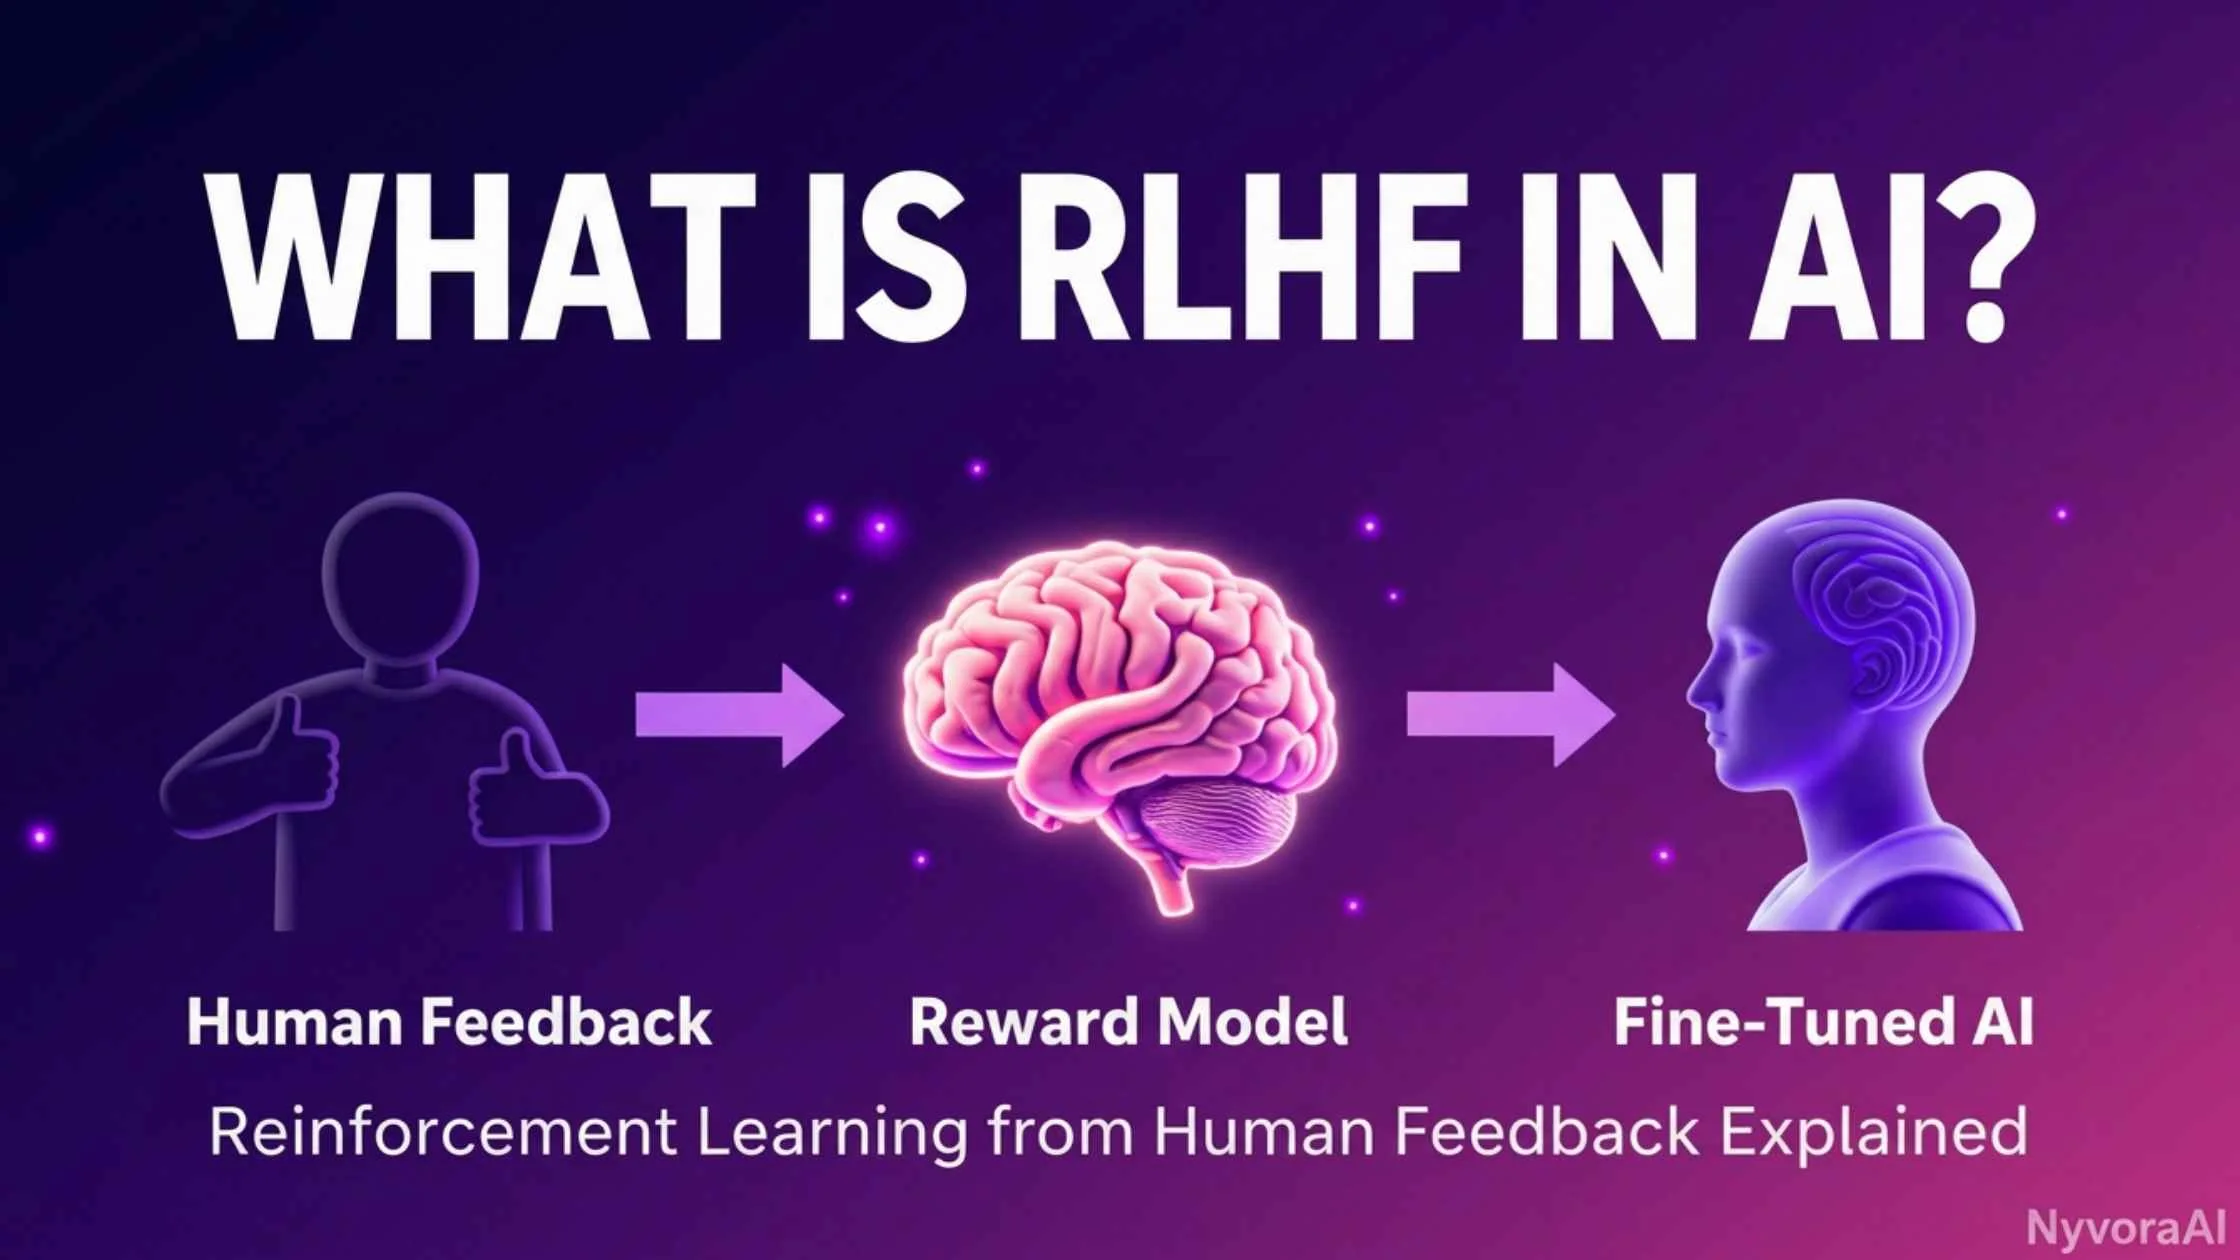 WHAT IS RLHF IN AI?
Human Feedback
Reward Model
Fine-Tuned AI
Reinforcement Learning from Human Feedback Explained
NyvoraAI